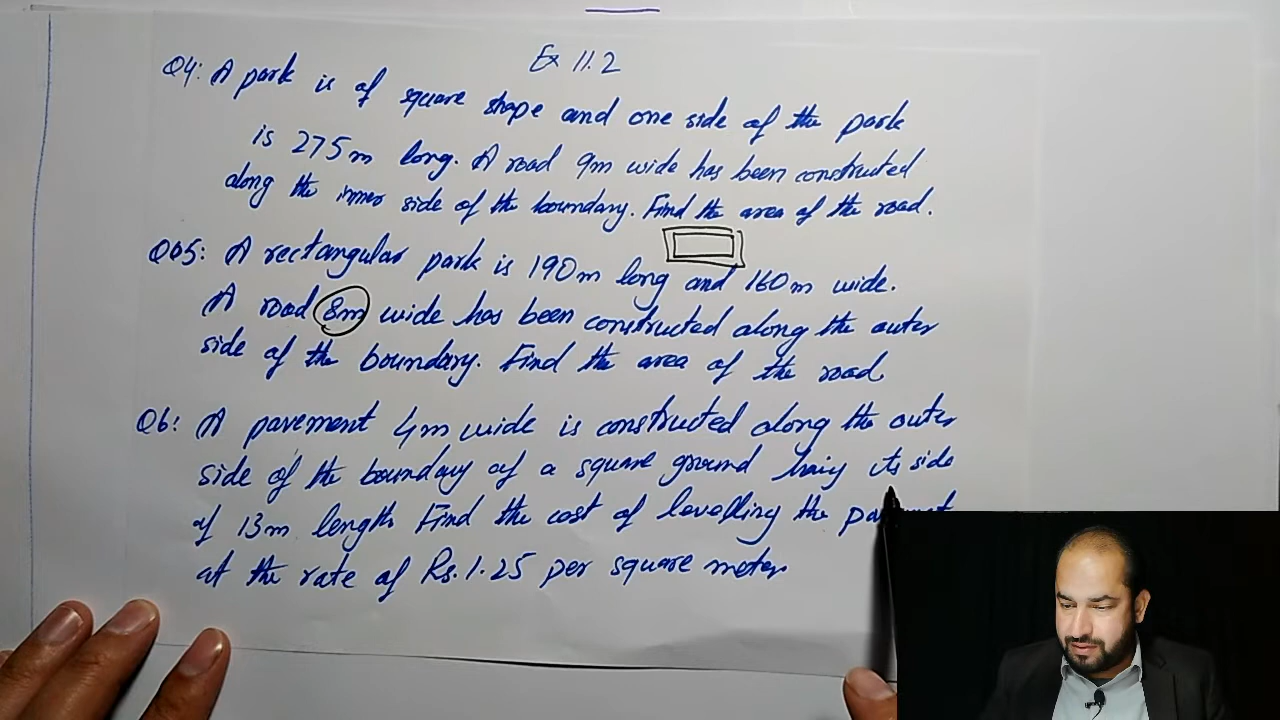 Ex 11.2
Q4: A park is of square shape and one side of the park
is 275m long. A road 9m wide has been constructed
along the inner side of the boundary. Find the area of the road.
Q05: A rectangular park is 190m long and 160m wide.
A road 8m wide has been constructed along the outer
side of the boundary. Find the area of the road
Q6: A pavement 4m wide is constructed along the outer
side of the boundary of a square ground its side
of 13m length Find the cost of levelling the
at the rate of Rs. 1.25 per square meter